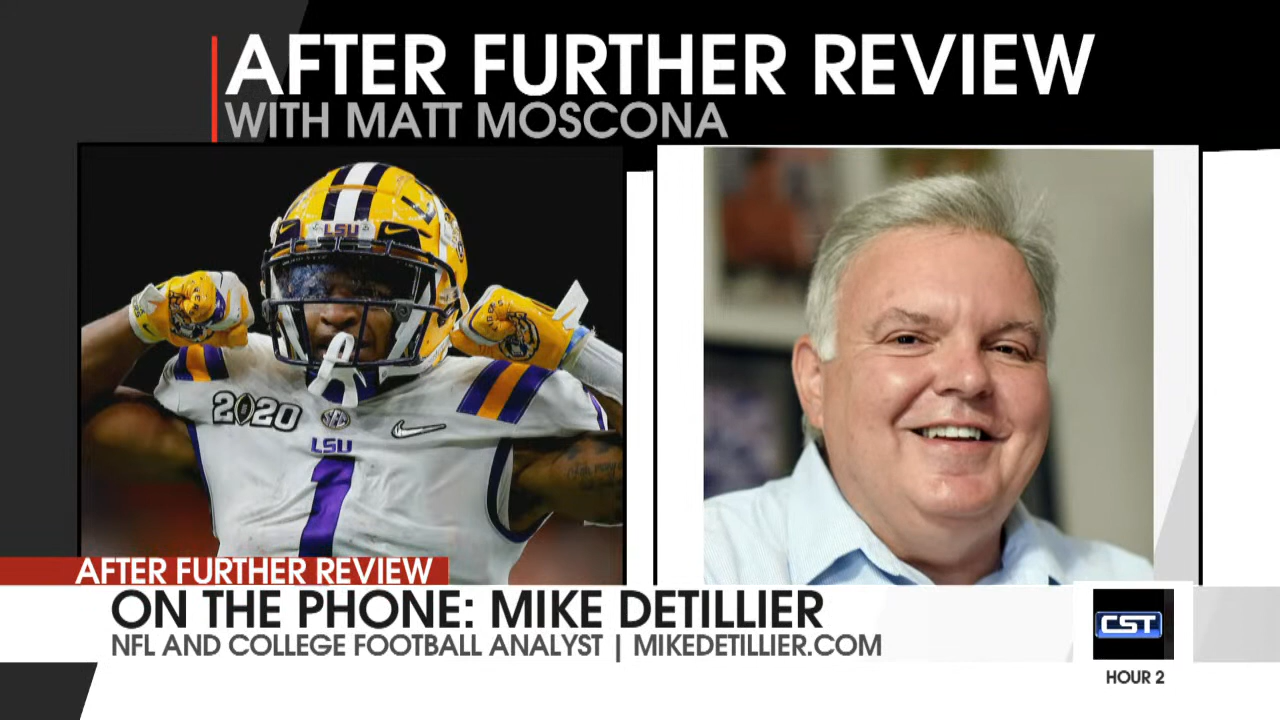 AFTER FURTHER REVIEW
WITH MATT MOSCONA
LSU
2020
SEC
LSU
1
AFTER FURTHER REVIEW
ON THE PHONE: MIKE DETILLIER
NFL AND COLLEGE FOOTBALL ANALYST | MIKEDETILLIER.COM
CST
HOUR 2